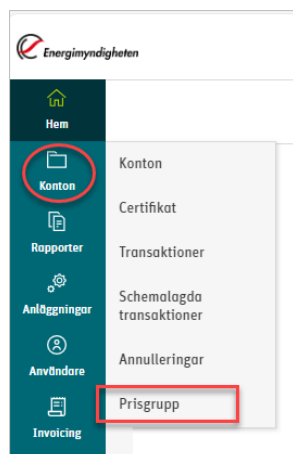 Energimyndigheten
Hem
Konton
Rapporter
Anläggningar
Användare
Invoicing
Konton
Certifikat
Transaktioner
Schemalagda
transaktioner
Annulleringar
Prisgrupp